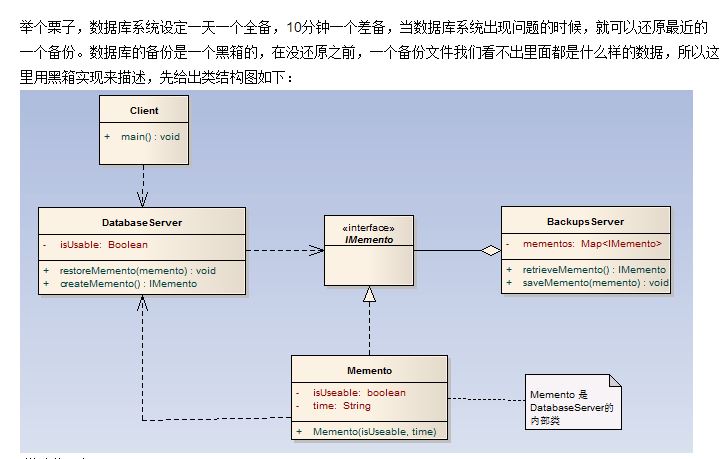 举个栗子，数据库系统设定一天一个全备，10分钟一个差备，当数据库系统出现问题的时候，就可以还原最近的
一个备份。数据库的备份是一个黑箱的，在没还原之前，一个备份文件我们看不出里面都是什么样的数据，所以这
里用黑箱实现来描述，先给出类结构图如下：
Client
+ main() : void
DatabaseServer
- isUsable: Boolean
+ restoreMemento(memento) : void
+ createMemento() : IMemento
«interface»
IMemento
BackupsServer
- mementos: Map<IMemento>
+ retrieveMemento() : IMemento
+ saveMemento(memento) : void
Memento
- isUseable: boolean
- time: String
+ Memento(isUseable, time)
Memento 是
DatabaseServer的
内部类